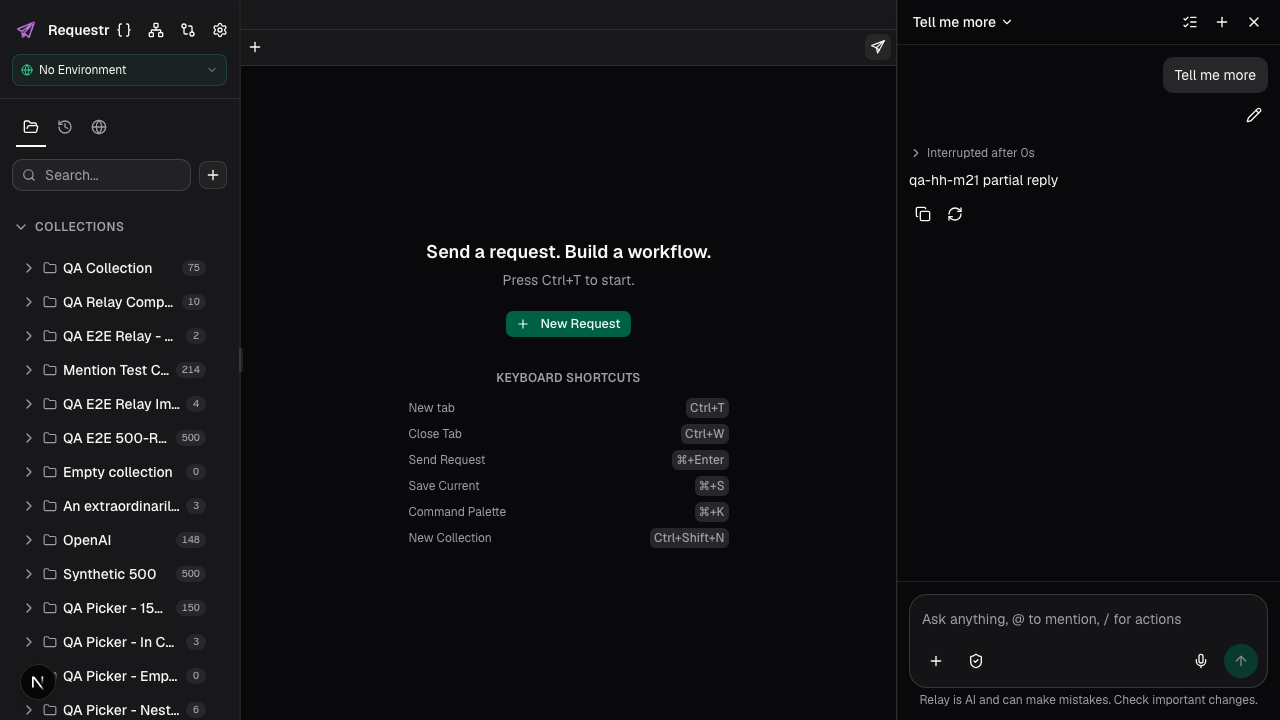 Requestr
No Environment
Search...
COLLECTIONS
QA Collection 75
QA Relay Comp... 10
QA E2E Relay - ... 2
Mention Test C... 214
QA E2E Relay Im... 4
QA E2E 500-R... 500
Empty collection 0
An extraordinaril... 3
OpenAI 148
Synthetic 500 500
QA Picker - 15... 150
QA Picker - In C... 3
QA Picker - Emp... 0
QA Picker - Nest... 6
N
Send a request. Build a workflow.
Press Ctrl+T to start.
New Request
KEYBOARD SHORTCUTS
New tab Ctrl+T
Close Tab Ctrl+W
Send Request ⌘+Enter
Save Current ⌘+S
Command Palette ⌘+K
New Collection Ctrl+Shift+N
Tell me more
Tell me more
Interrupted after 0s
qa-hh-m21 partial reply
Ask anything, @ to mention, / for actions
Relay is AI and can make mistakes. Check important changes.